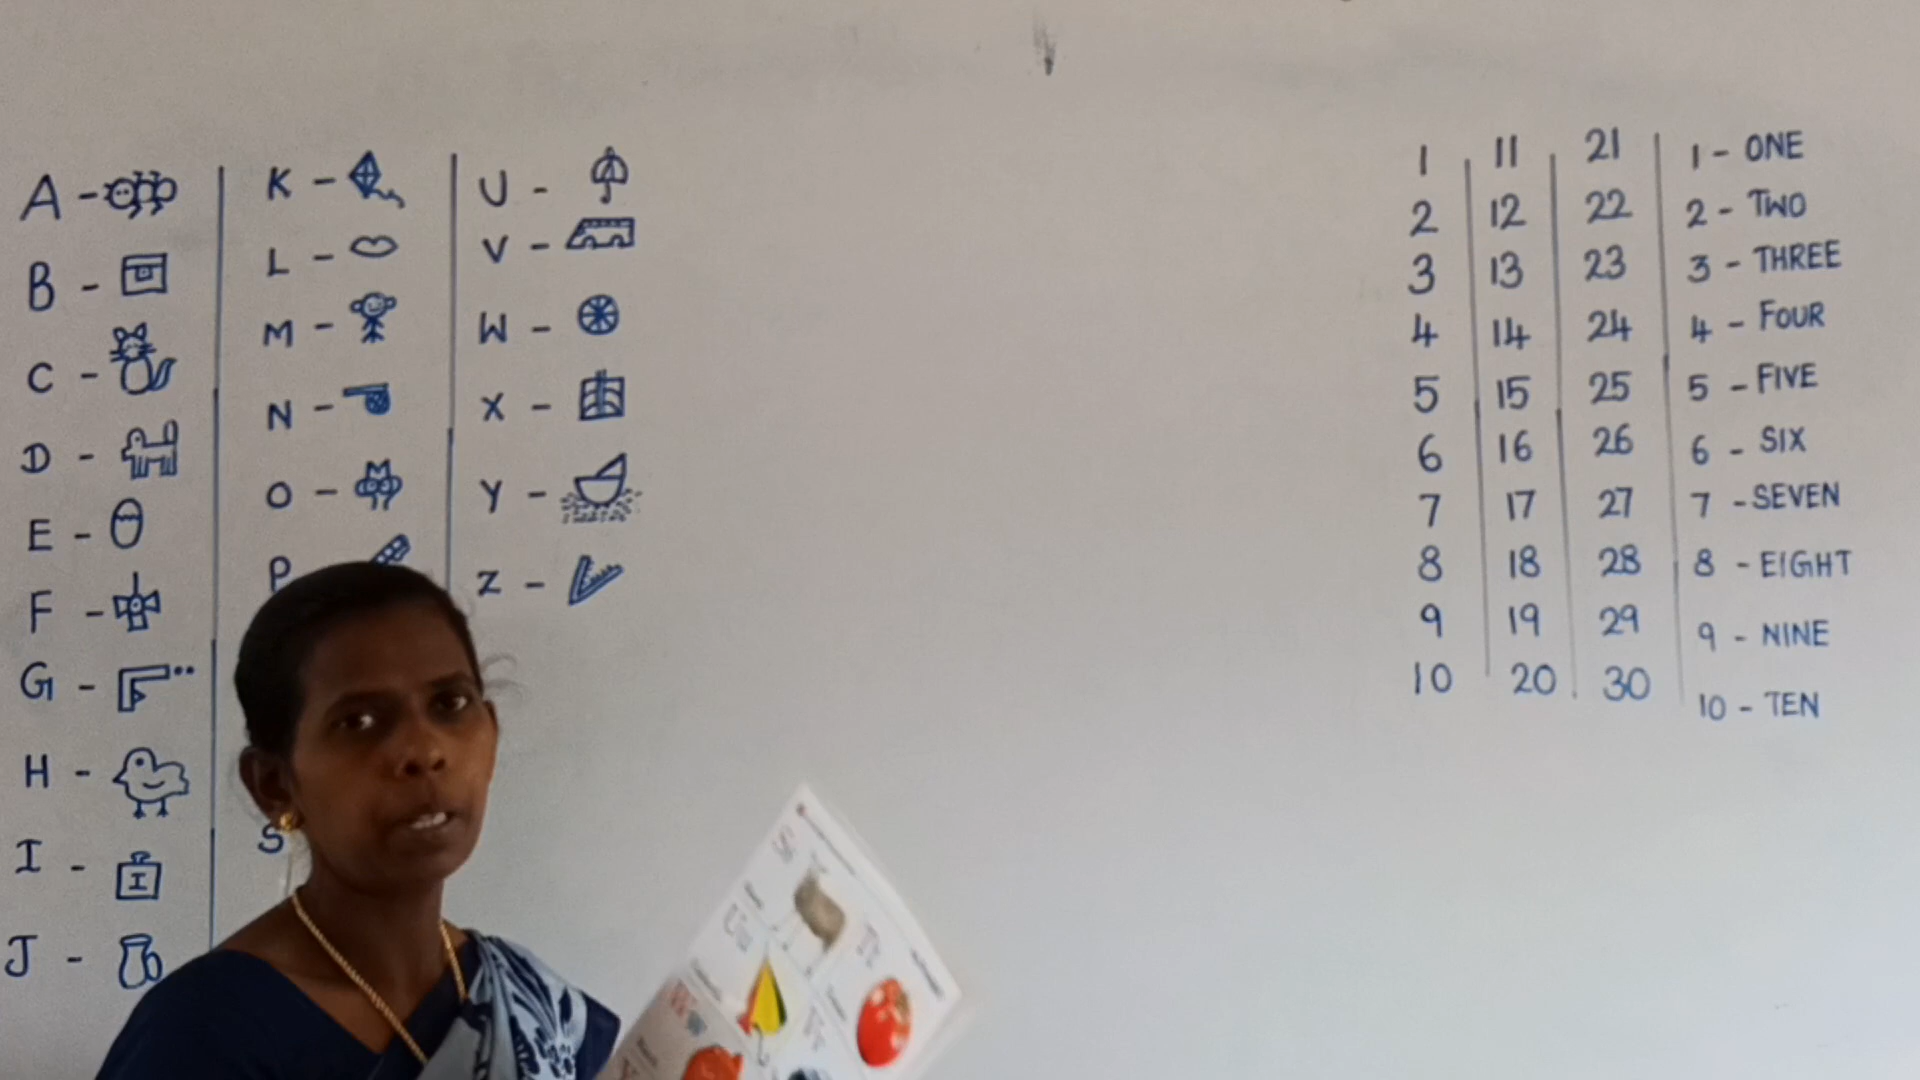 A -
B -
C -
D -
E -
F -
G -
H -
I - I
J -
K -
L -
M -
N -
O -
P
S
U -
V -
W -
X -
Y -
Z -
1 11 21
2 12 22
3 13 23
4 14 24
5 15 25
6 16 26
7 17 27
8 18 28
9 19 29
10 20 30
1 - ONE
2 - TWO
3 - THREE
4 - FOUR
5 - FIVE
6 - SIX
7 - SEVEN
8 - EIGHT
9 - NINE
10 - TEN